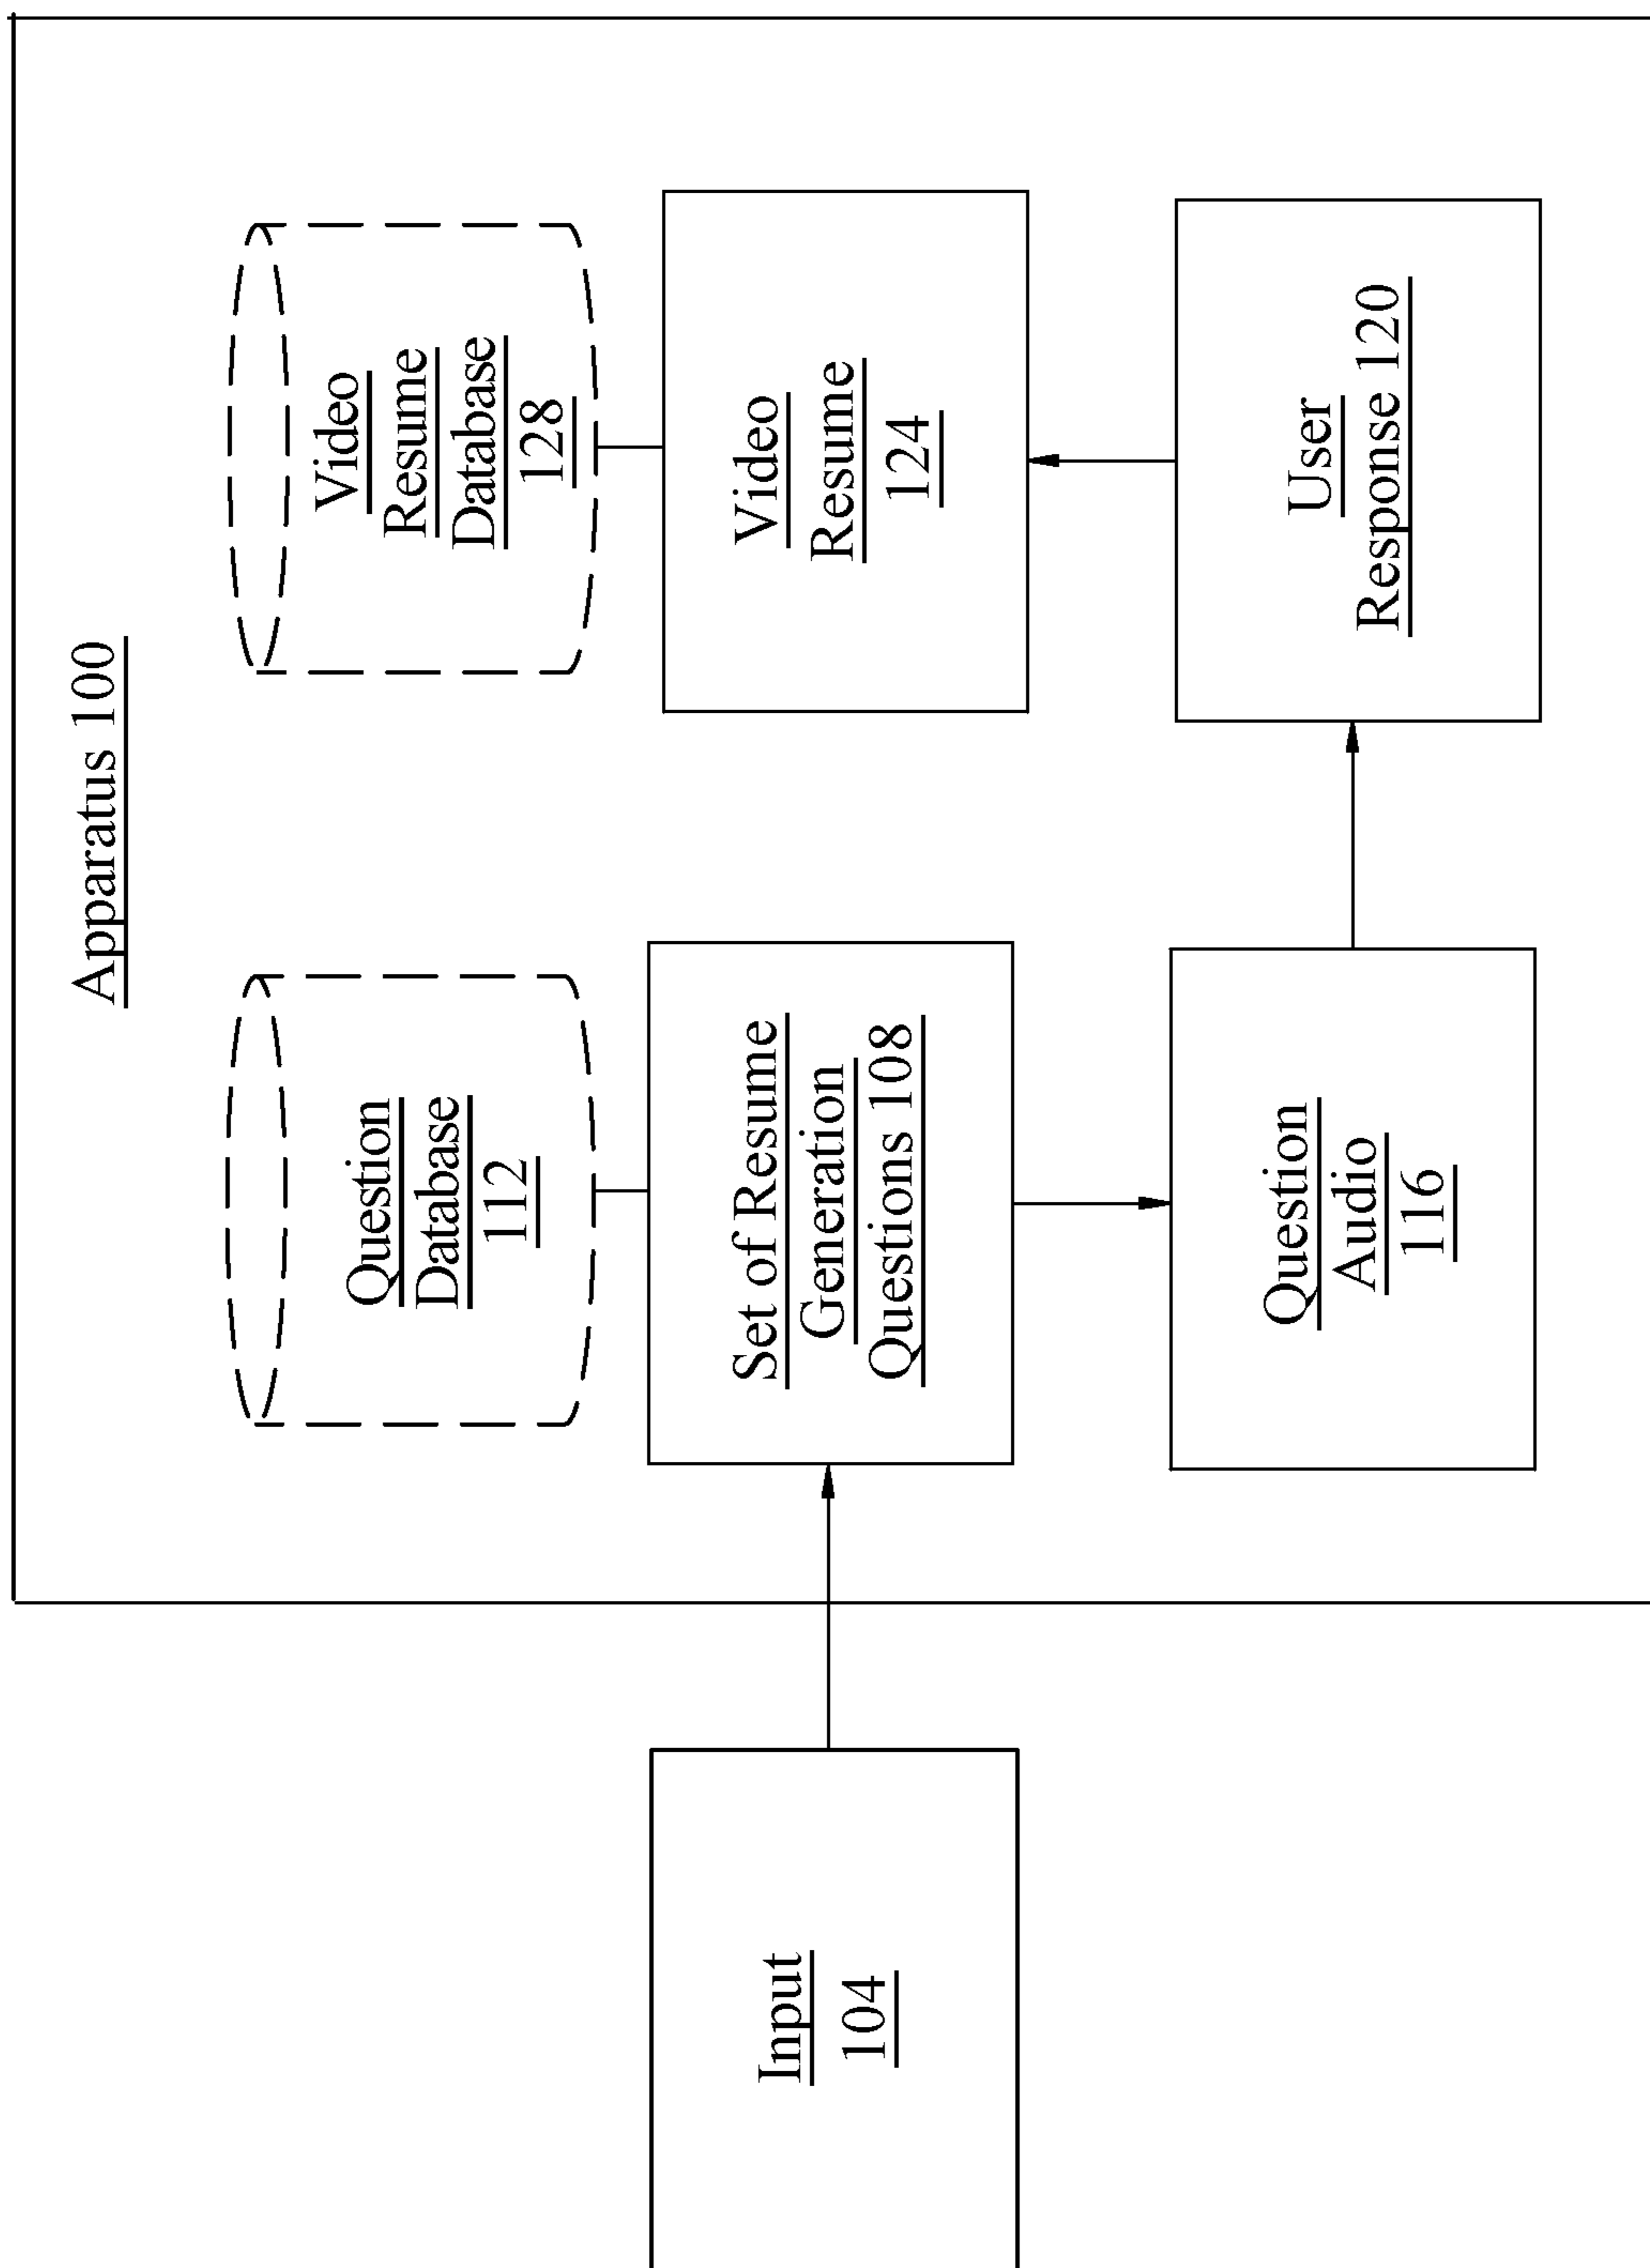 Apparatus 100
Input
104
Question
Database
112
Set of Resume
Generation
Questions 108
Question
Audio
116
Video
Resume
Database
128
Video
Resume
124
User
Response 120